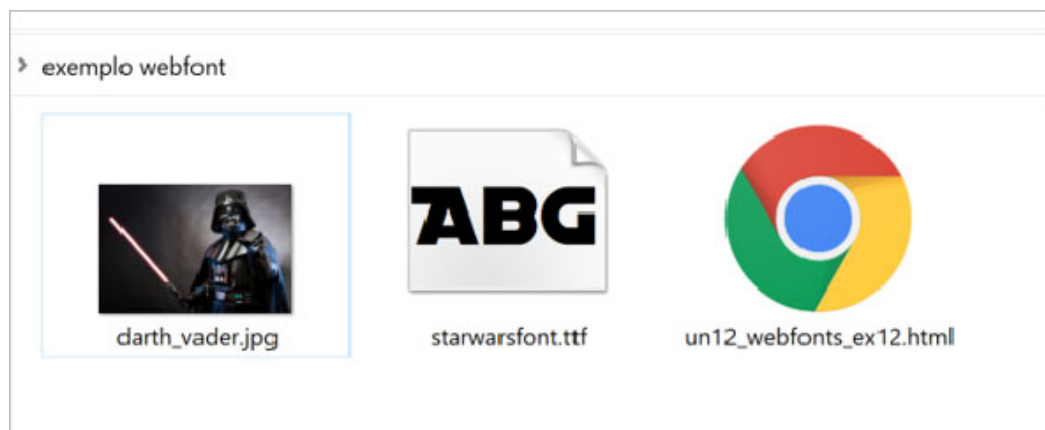 exemplo webfont
ABG
darth_vader.jpg
starwarsfont.ttf
un12_webfonts_ex12.html